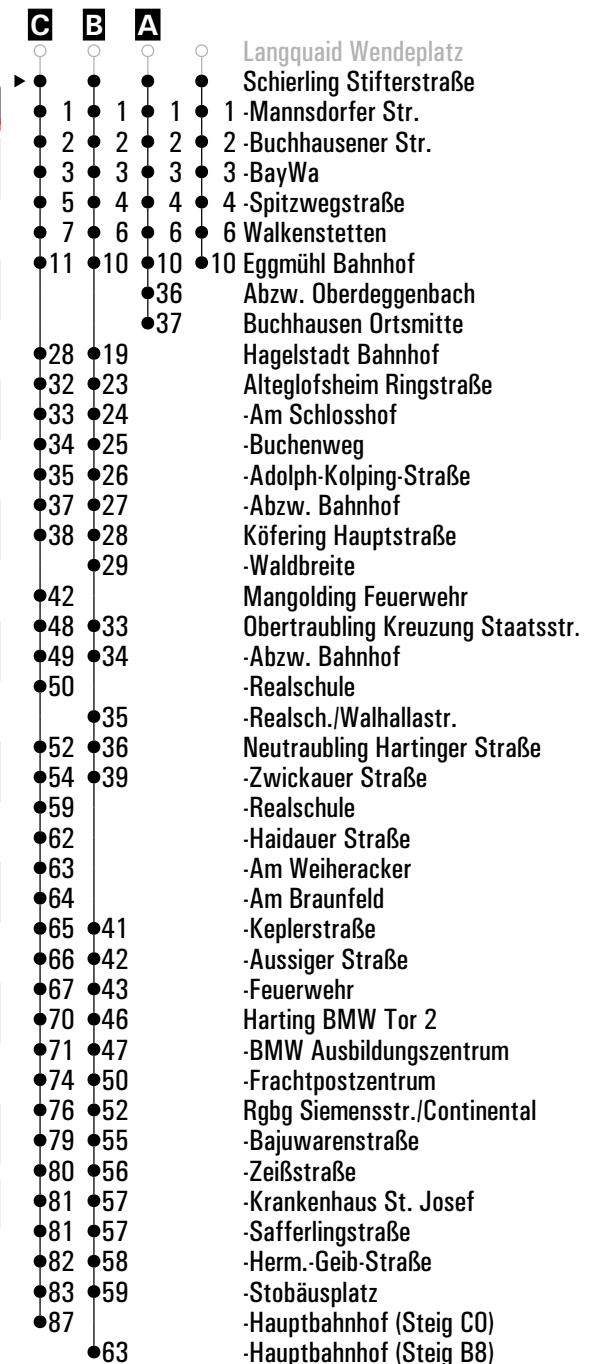 C B A
Langquaid Wendeplatz
Schierling Stifterstraße
1 1 1 1 -Mannsdorfer Str.
2 2 2 2 -Buchhausener Str.
3 3 3 3 -BayWa
5 4 4 4 -Spitzwegstraße
7 6 6 6 Walkenstetten
11 10 10 10 Eggmühl Bahnhof
36 Abzw. Oberdeggenbach
37 Buchhausen Ortsmitte
28 19 Hagelstadt Bahnhof
32 23 Alteglofsheim Ringstraße
33 24 -Am Schlosshof
34 25 -Buchenweg
35 26 -Adolph-Kolping-Straße
37 27 -Abzw. Bahnhof
38 28 Köfering Hauptstraße
29 -Waldbreite
42 Mangolding Feuerwehr
48 33 Obertraubling Kreuzung Staatsstr.
49 34 -Abzw. Bahnhof
50 -Realschule
35 -Realsch./Walhallastr.
52 36 Neutraubling Hartinger Straße
54 39 -Zwickauer Straße
59 -Realschule
62 -Haidauer Straße
63 -Am Weiheracker
64 -Am Braunfeld
65 41 -Keplerstraße
66 42 -Aussiger Straße
67 43 -Feuerwehr
70 46 Harting BMW Tor 2
71 47 -BMW Ausbildungszentrum
74 50 -Frachtpostzentrum
76 52 Rgbg Siemensstr./Continental
79 55 -Bajuwarenstraße
80 56 -Zeißstraße
81 57 -Krankenhaus St. Josef
81 57 -Safferlingstraße
82 58 -Herm.-Geib-Straße
83 59 -Stobäusplatz
87 -Hauptbahnhof (Steig C0)
63 -Hauptbahnhof (Steig B8)